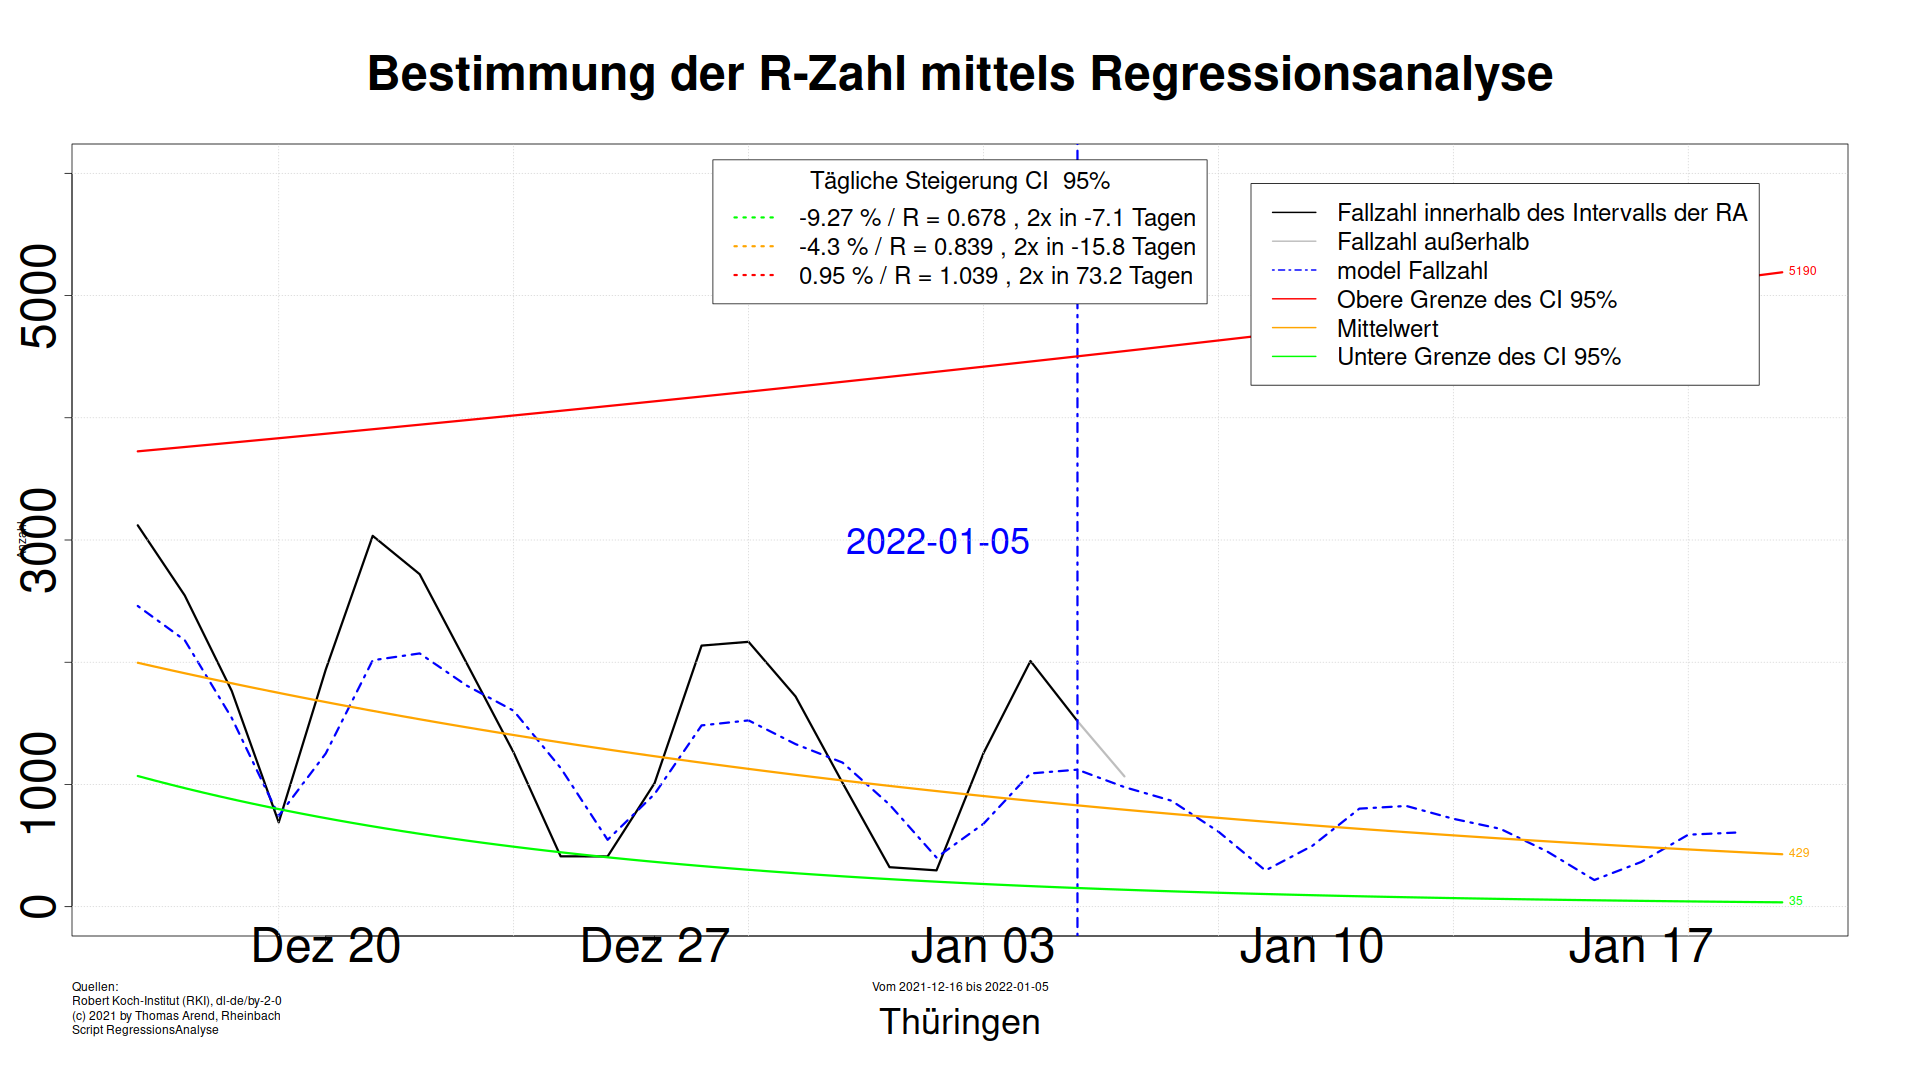 Bestimmung der R-Zahl mittels Regressionsanalyse
Tägliche Steigerung CI  95%
-9.27 % / R = 0.678 , 2x in -7.1 Tagen
-4.3 % / R = 0.839 , 2x in -15.8 Tagen
0.95 % / R = 1.039 , 2x in 73.2 Tagen
Fallzahl innerhalb des Intervalls der RA
Fallzahl außerhalb
model Fallzahl
Obere Grenze des CI 95%
Mittelwert
Untere Grenze des CI 95%
5190
5000
3000
1000
0
Anzahl
2022-01-05
429
35
Dez 20
Dez 27
Jan 03
Jan 10
Jan 17
Quellen:
Robert Koch-Institut (RKI), dl-de/by-2-0
(c) 2021 by Thomas Arend, Rheinbach
Script RegressionsAnalyse
Vom 2021-12-16 bis 2022-01-05
Thüringen